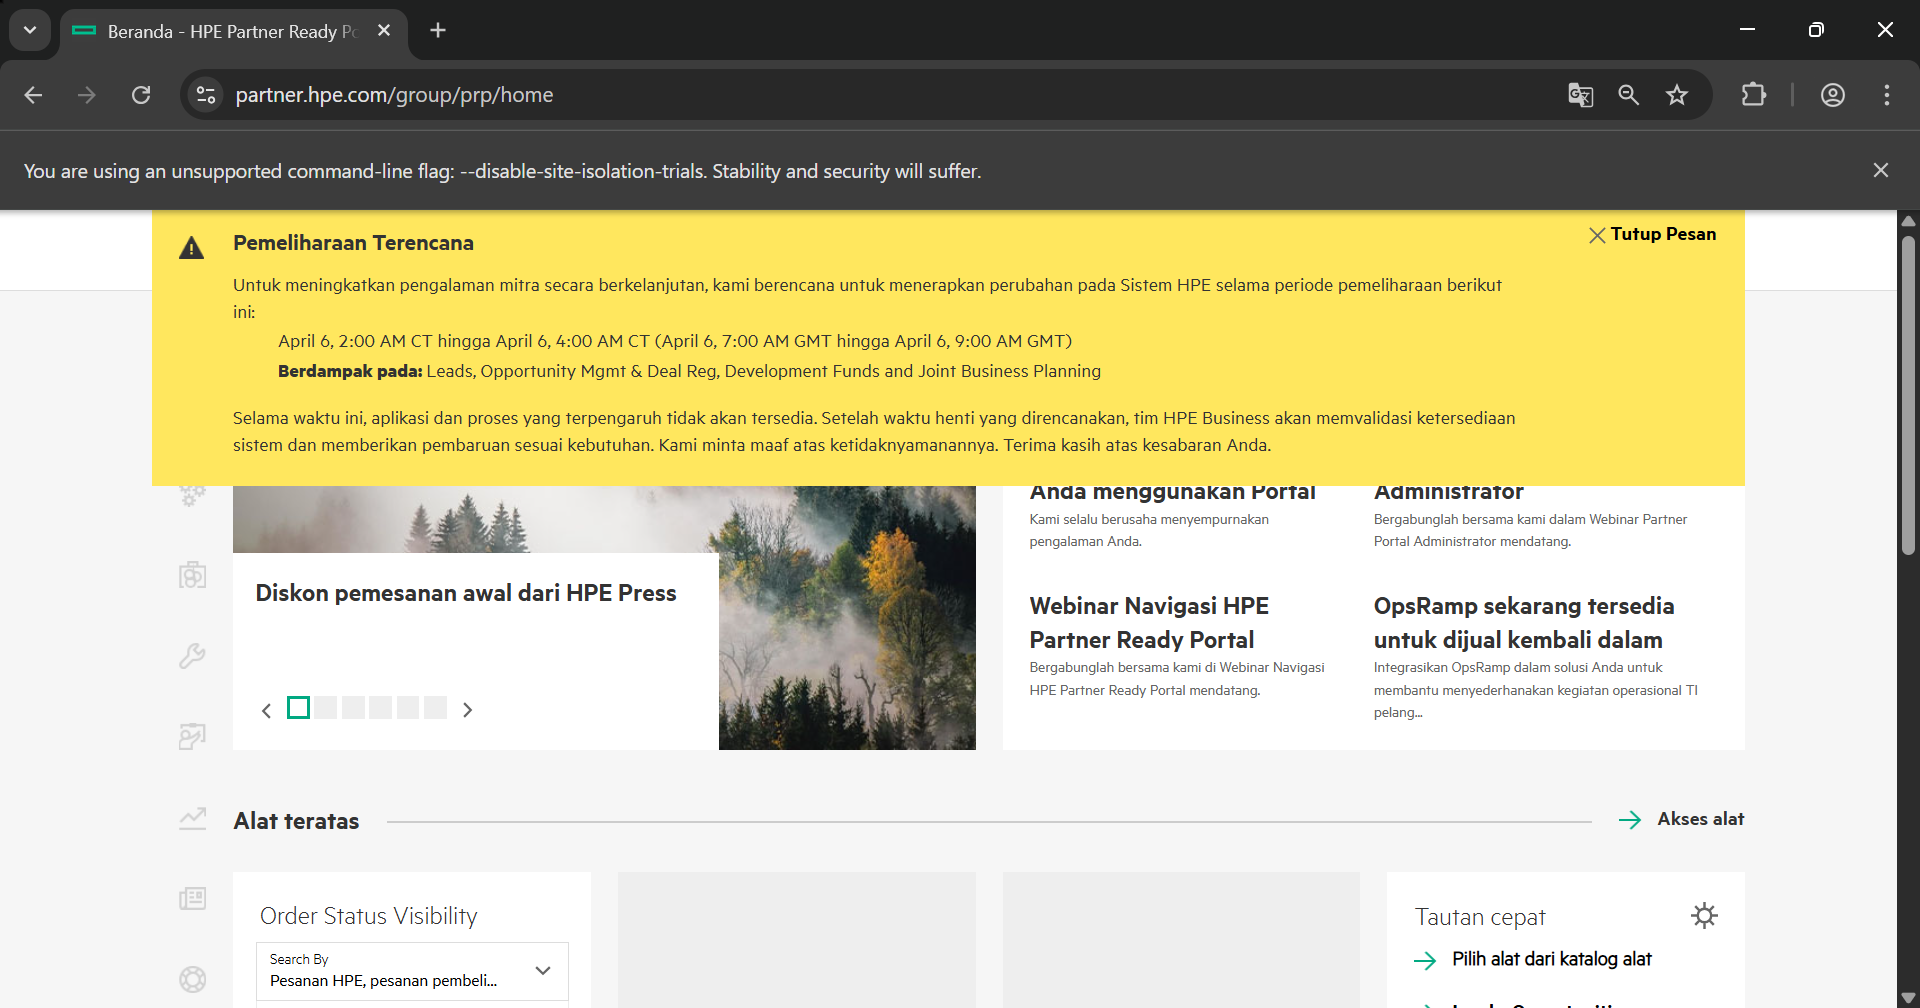 Beranda - HPE Partner Ready Po
partner.hpe.com/group/prp/home
You are using an unsupported command-line flag: --disable-site-isolation-trials. Stability and security will suffer.
Pemeliharaan Terencana
Tutup Pesan
Untuk meningkatkan pengalaman mitra secara berkelanjutan, kami berencana untuk menerapkan perubahan pada Sistem HPE selama periode pemeliharaan berikut
ini:
April 6, 2:00 AM CT hingga April 6, 4:00 AM CT (April 6, 7:00 AM GMT hingga April 6, 9:00 AM GMT)
Berdampak pada: Leads, Opportunity Mgmt & Deal Reg, Development Funds and Joint Business Planning
Selama waktu ini, aplikasi dan proses yang terpengaruh tidak akan tersedia. Setelah waktu henti yang direncanakan, tim HPE Business akan memvalidasi ketersediaan
sistem dan memberikan pembaruan sesuai kebutuhan. Kami minta maaf atas ketidaknyamanannya. Terima kasih atas kesabaran Anda.
Diskon pemesanan awal dari HPE Press
Anda menggunakan Portal
Kami selalu berusaha menyempurnakan
pengalaman Anda.
Administrator
Bergabunglah bersama kami dalam Webinar Partner
Portal Administrator mendatang.
Webinar Navigasi HPE
Partner Ready Portal
Bergabunglah bersama kami di Webinar Navigasi
HPE Partner Ready Portal mendatang.
OpsRamp sekarang tersedia
untuk dijual kembali dalam
Integrasikan OpsRamp dalam solusi Anda untuk
membantu menyederhanakan kegiatan operasional TI
pelang...
Alat teratas
Akses alat
Order Status Visibility
Search By
Pesanan HPE, pesanan pembeli...
Tautan cepat
Pilih alat dari katalog alat